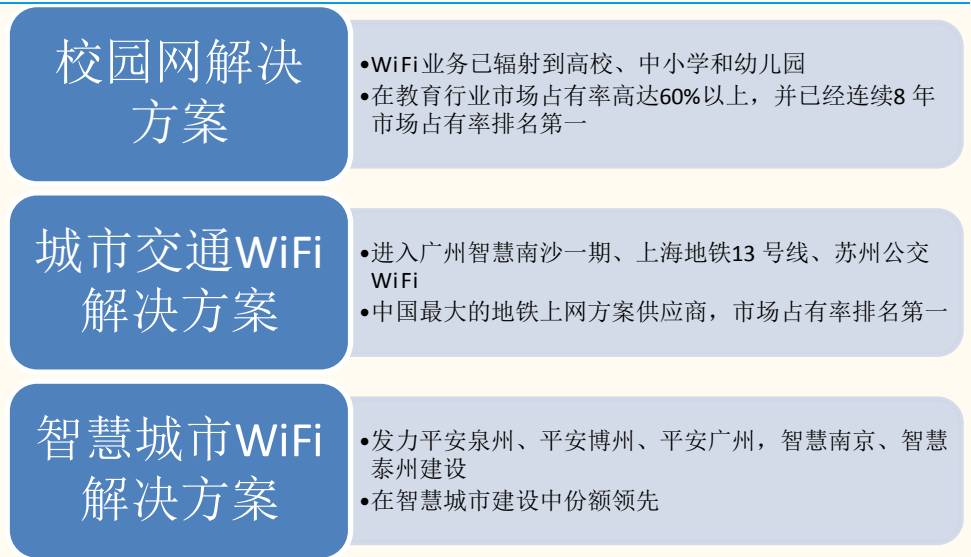 校园网解决
方案
•WiFi业务已辐射到高校、中小学和幼儿园
•在教育行业市场占有率高达60%以上，并已经连续8 年
市场占有率排名第一
城市交通WiFi
解决方案
•进入广州智慧南沙一期、上海地铁13 号线、苏州公交
WiFi
•中国最大的地铁上网方案供应商，市场占有率排名第一
智慧城市WiFi
解决方案
•发力平安泉州、平安博州、平安广州，智慧南京、智慧
泰州建设
•在智慧城市建设中份额领先